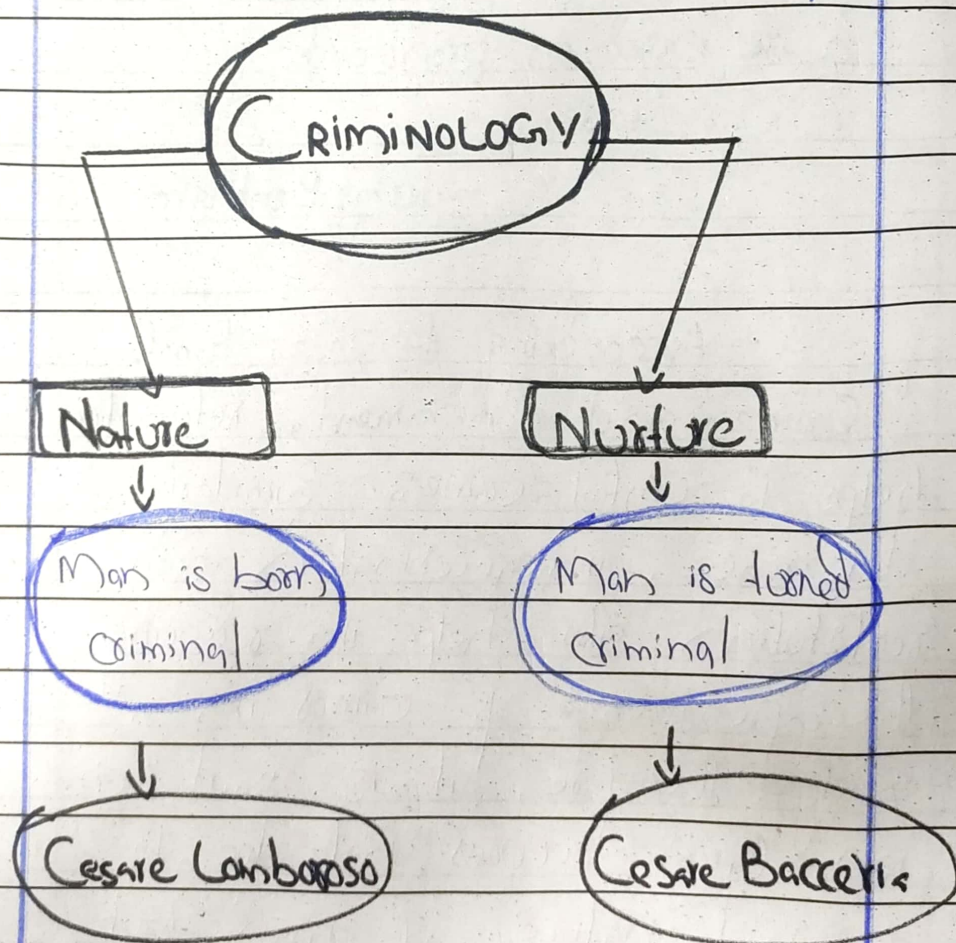 CRIMINOLOGY
Nature
Nurture
Man is born
criminal
Man is turned
criminal
Cesare Lomboroso
Cesare Bacceria